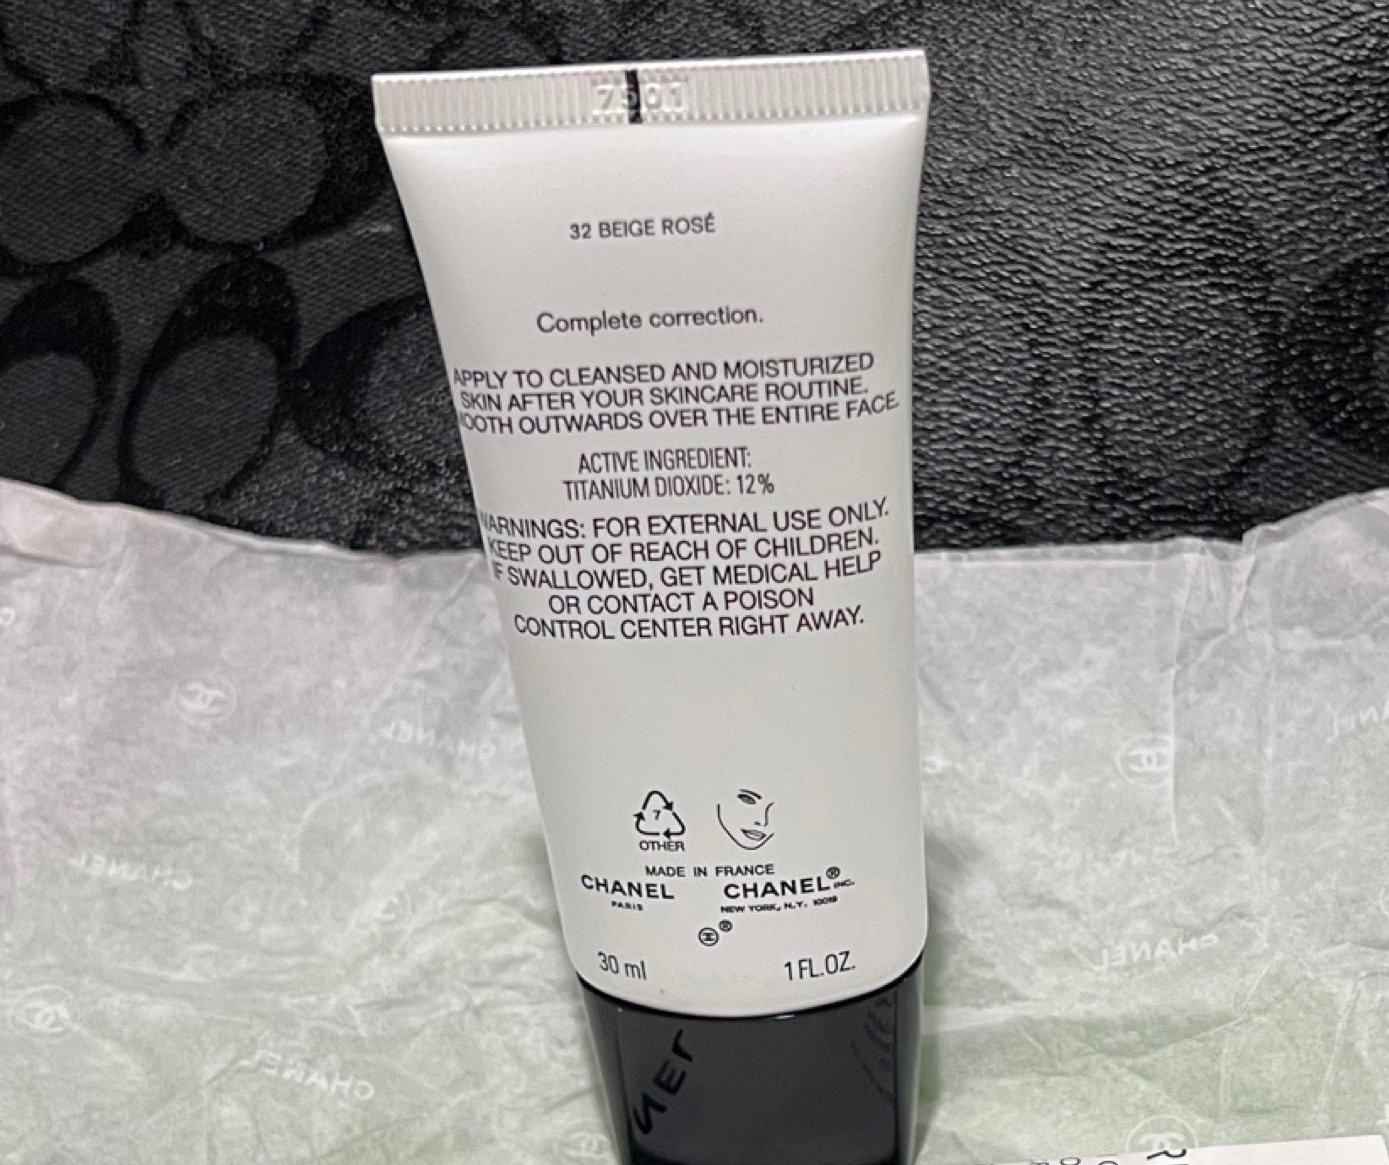 7501
32 BEIGE ROSÉ
Complete correction.
APPLY TO CLEANSED AND MOISTURIZED
SKIN AFTER YOUR SKINCARE ROUTINE.
OUTWARDS OVER THE ENTIRE FACE.
ACTIVE INGREDIENT:
TITANIUM DIOXIDE: 12%
WARNINGS: FOR EXTERNAL USE ONLY.
KEEP OUT OF REACH OF CHILDREN.
IF SWALLOWED, GET MEDICAL HELP
OR CONTACT A POISON
CONTROL CENTER RIGHT AWAY.
7
OTHER
MADE IN FRANCE
CHANEL CHANEL® INC.
PARIS NEW YORK, N.Y. 10019
®
30 ml 1 FL.OZ.
CHANEL
CHANEL
CHANEL
CHANEL